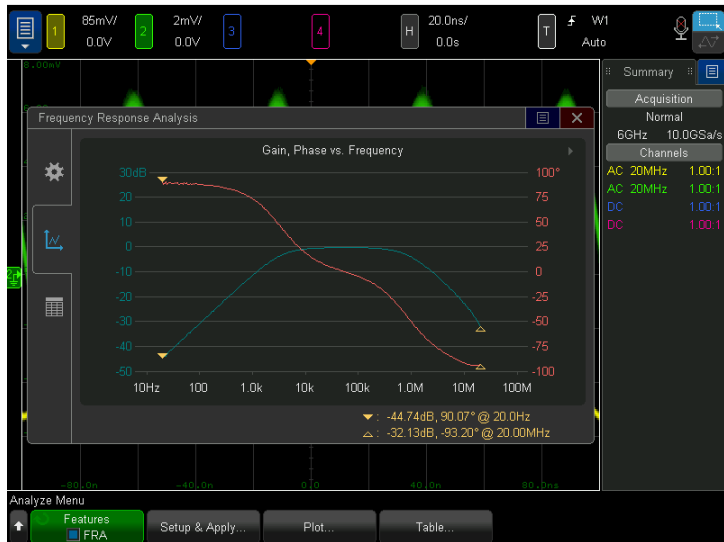 1 85mV/ 0.0V
2 2mV/ 0.0V
3
4
H 20.0ns/ 0.0s
T W1 Auto
8.00mV
Summary
Acquisition
Normal
6GHz 10.0GSa/s
Channels
AC 20MHz 1.00:1
AC 20MHz 1.00:1
DC 1.00:1
DC 1.00:1
Frequency Response Analysis
Gain, Phase vs. Frequency
30dB 100°
20 75
10 50
0 25
-10 0
-20 -25
-30 -50
-40 -75
-50 -100
10Hz 100 1.0k 10k 100k 1.0M 10M 100M
: -44.74dB, 90.07° @ 20.0Hz
: -32.13dB, -93.20° @ 20.00MHz
-80.0n -40.0n 0.0 40.0n 80.0ns
Analyze Menu
Features
FRA
Setup & Apply...
Plot...
Table...